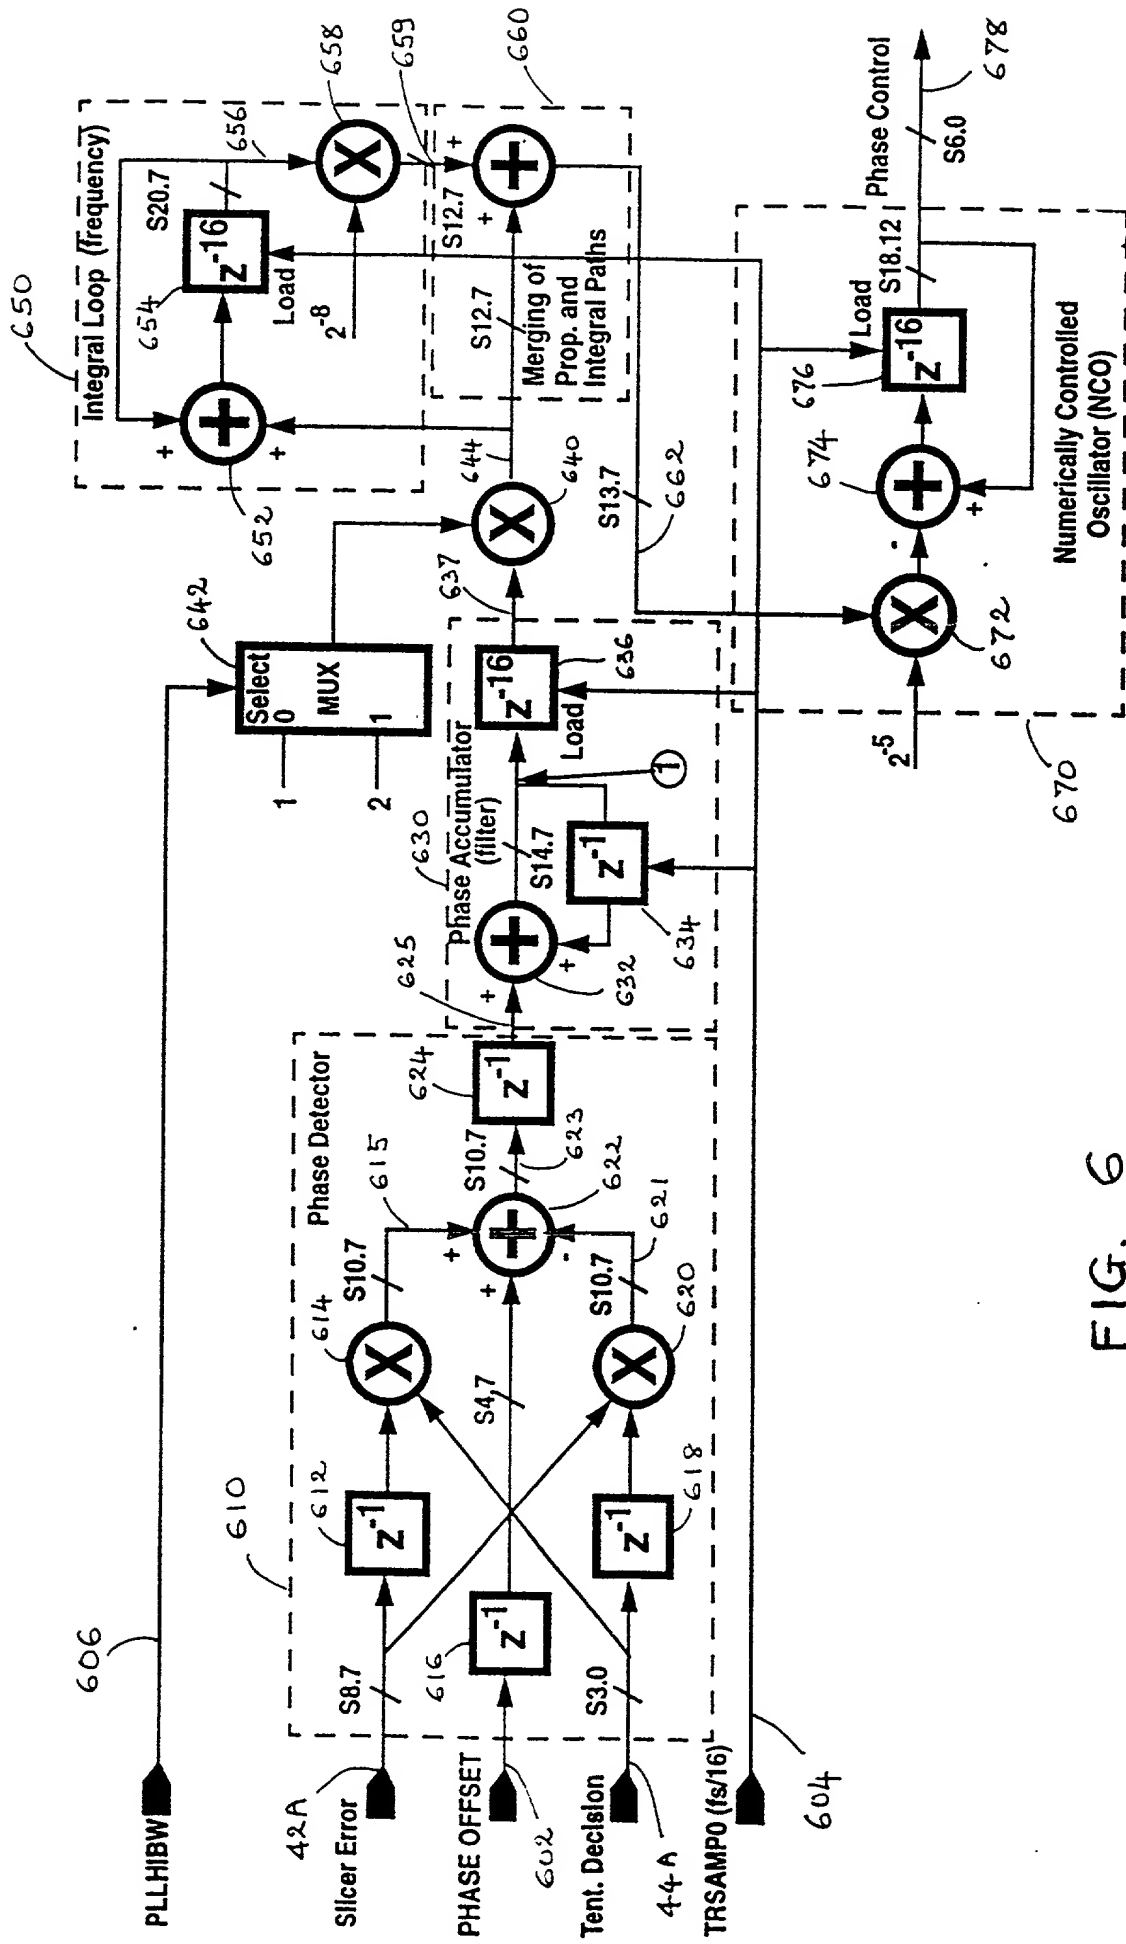 PLLHIBW
606
Slicer Error
42A
PHASE OFFSET
602
Tent. Decision
44A
TRSAMP0 (fs/16)
604
610
Phase Detector
S8.7
612
z-1
614
X
S10.7
615
616
z-1
S4,7
S3.0
z-1
618
X
620
S10.7
621
+
+
-
+
622
S10.7
623
624
z-1
625
630
Phase Accumulator
(filter)
+
+
+
632
S14.7
z-1
634
1
Load
z-16
636
637
642
Select
0
MUX
1
1
2
X
640
644
650
Integral Loop (frequency)
+
+
+
652
654
z-16
Load
S20.7
656
2-8
X
658
659
660
S12.7
S12.7
+
+
+
Merging of
Prop. and
Integral Paths
S13.7
662
670
2-5
X
672
-
+
+
674
676
z-16
Load
S18.12
Numerically Controlled
Oscillator (NCO)
Phase Control
S6.0
678
FIG. 6